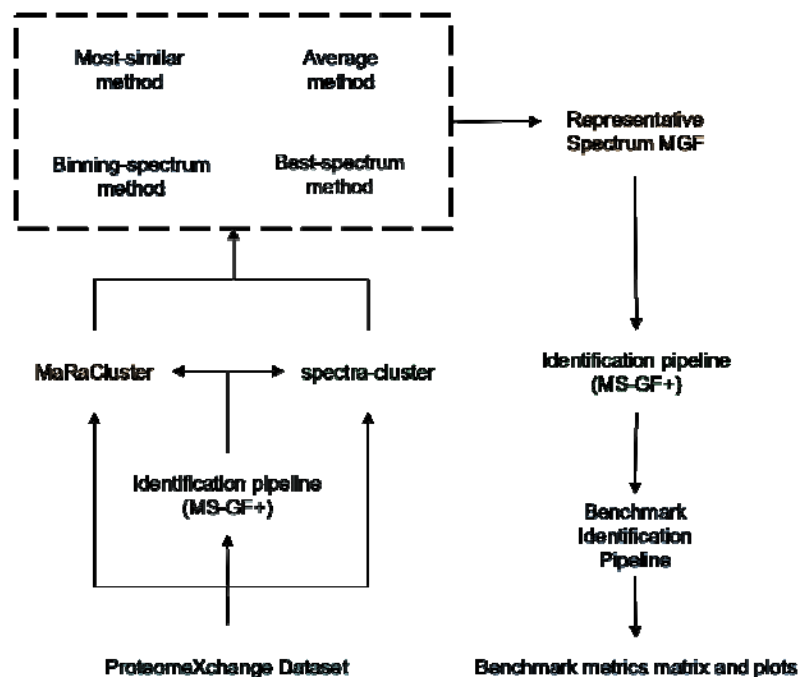 Most-similar
method
Average
method
Binning-spectrum
method
Best-spectrum
method
Representative
Spectrum MGF
MaRaCluster
spectra-cluster
Identification pipeline
(MS-GF+)
Identification pipeline
(MS-GF+)
Benchmark
Identification
Pipeline
ProteomeXchange Dataset
Benchmark metrics matrix and plots